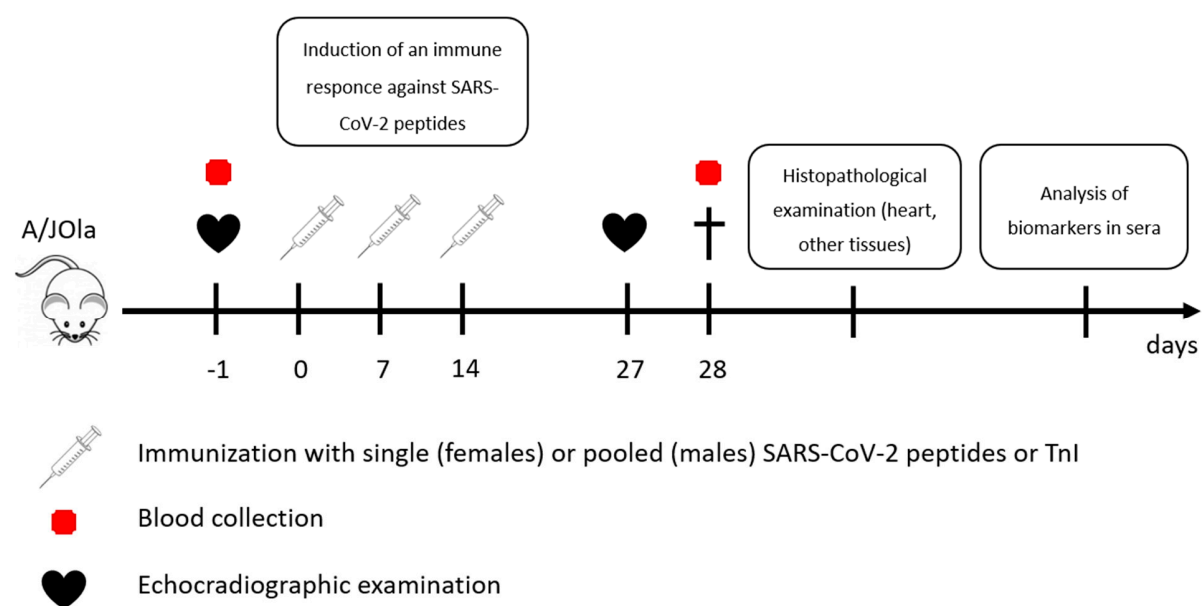 Induction of an immune
responce against SARS-
CoV-2 peptides
Histopathological
examination (heart,
other tissues)
Analysis of
biomarkers in sera
A/JOla
days
-1
0
7
14
27
28
Immunization with single (females) or pooled (males) SARS-CoV-2 peptides or TnI
Blood collection
Echocradiographic examination